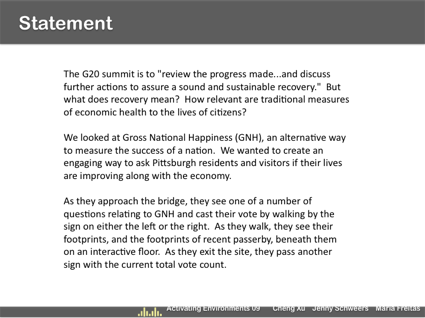 Statement
The G20 summit is to "review the progress made...and discuss
further actions to assure a sound and sustainable recovery."  But
what does recovery mean?  How relevant are traditional measures
of economic health to the lives of citizens?
We looked at Gross National Happiness (GNH), an alternative way
to measure the success of a nation.  We wanted to create an
engaging way to ask Pittsburgh residents and visitors if their lives
are improving along with the economy.
As they approach the bridge, they see one of a number of
questions relating to GNH and cast their vote by walking by the
sign on either the left or the right.  As they walk, they see their
footprints, and the footprints of recent passerby, beneath them
on an interactive floor.  As they exit the site, they pass another
sign with the current total vote count.
Activating Environments 09    Cheng Xu   Jenny Schweers   Maria Freitas